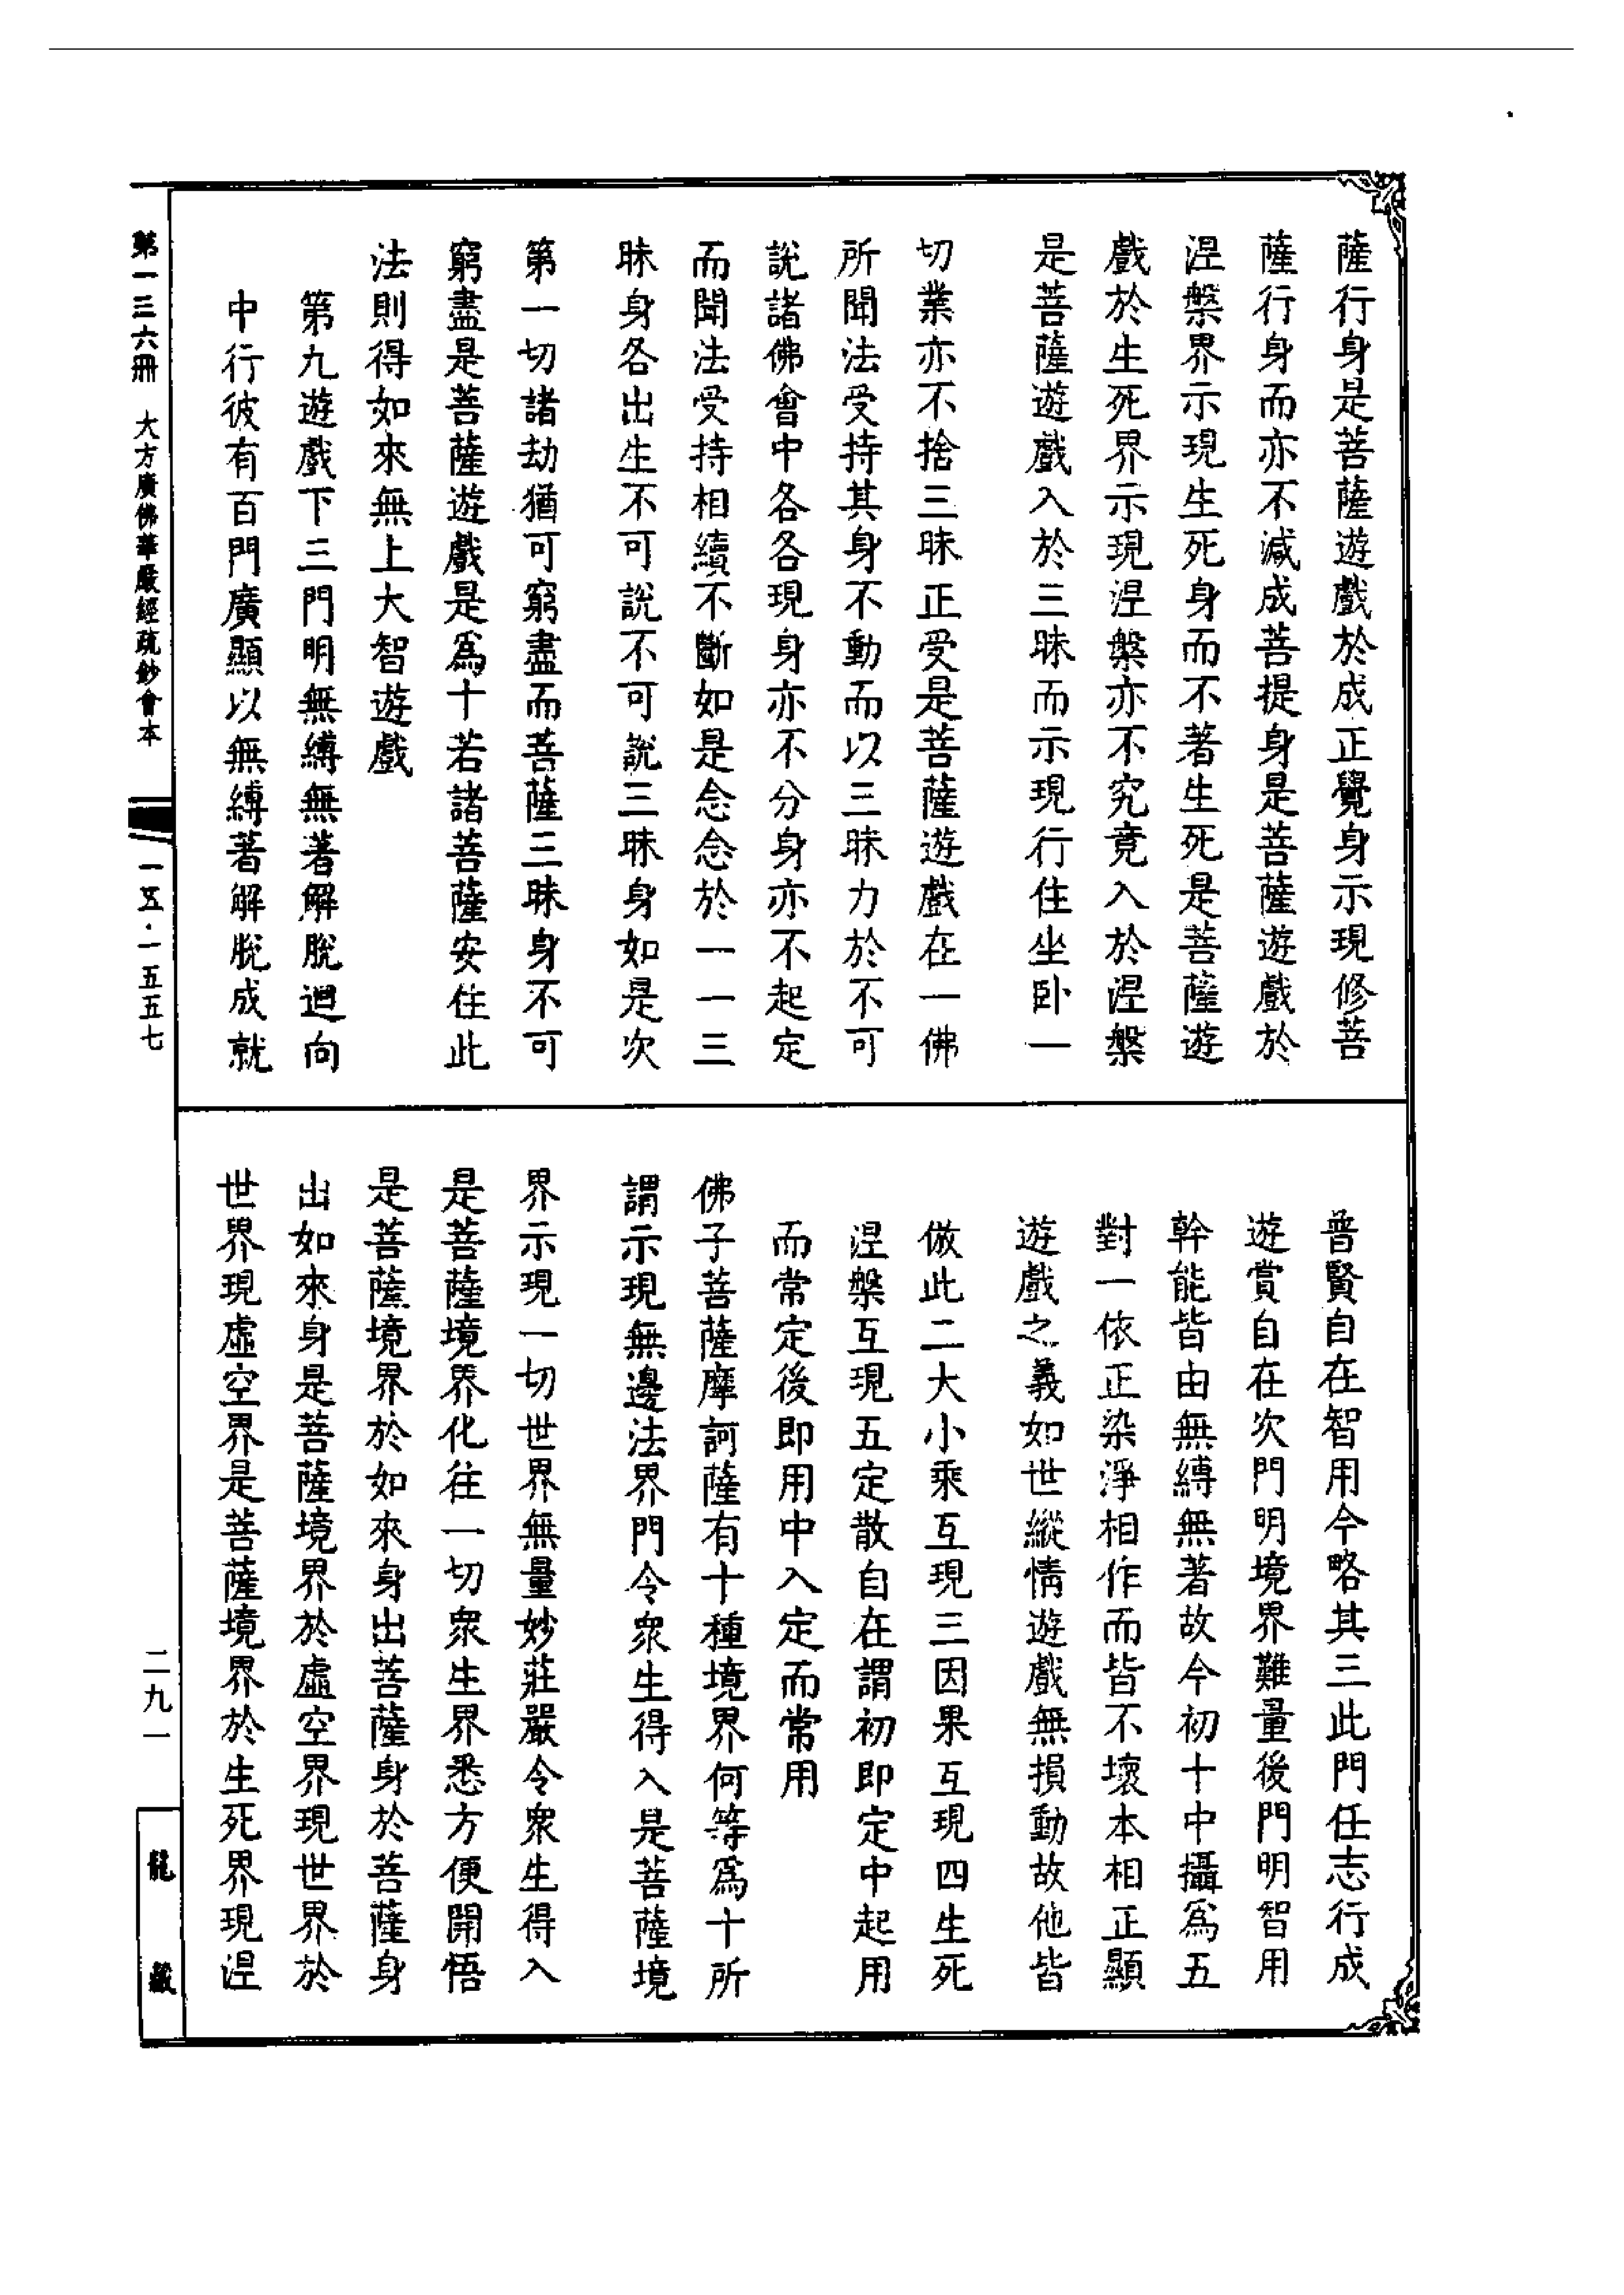 薩行身是菩薩遊戲於成正覺身示現修菩
薩行身而亦不減成菩提身是菩薩遊戲於
涅槃界示現生死身而不著生死是菩薩遊
戲於生死界示現涅槃亦不究竟入於涅槃
是菩薩遊戲入於三昧而示現行住坐臥一
切業亦不捨三昧正受是菩薩遊戲在一佛
所聞法受持其身不動而以三昧力於不可
說諸佛會中各各現身亦不分身亦不起定
而聞法受持相續不斷如是念念於一一三
昧身各出生不可說不可說三昧身如是次
第一切諸劫猶可窮盡而菩薩三昧身不可
窮盡是菩薩遊戲是為十若諸菩薩安住此
法則得如來無上大智遊戲
第九遊戲下三門明無縛無著解脫迴向
中行彼有百門廣顯以無縛著解脫成就
普賢自在智用今略其三此門任志行成
遊賞自在次門明境界難量後門明智用
幹能皆由無縛無著故今初十中攝為五
對一依正染淨相作而皆不壞本相正顯
遊戲之義如世縱情遊戲無損動故他皆
倣此二大小乘互現三因果互現四生死
涅槃互現五定散自在謂初即定中起用
而常定後即用中入定而常用
佛子菩薩摩訶薩有十種境界何等為十所
謂示現無邊法界門令眾生得入是菩薩境
界示現一切世界無量妙莊嚴令眾生得入
是菩薩境界化往一切眾生界悉方便開悟
是菩薩境界於如來身出菩薩身於菩薩身
出如來身是菩薩境界於虛空界現世界於
世界現虛空界是菩薩境界於生死界現涅
第一三六冊 大方廣佛華嚴經疏鈔會本
一五·一五五七
二九一
龍藏